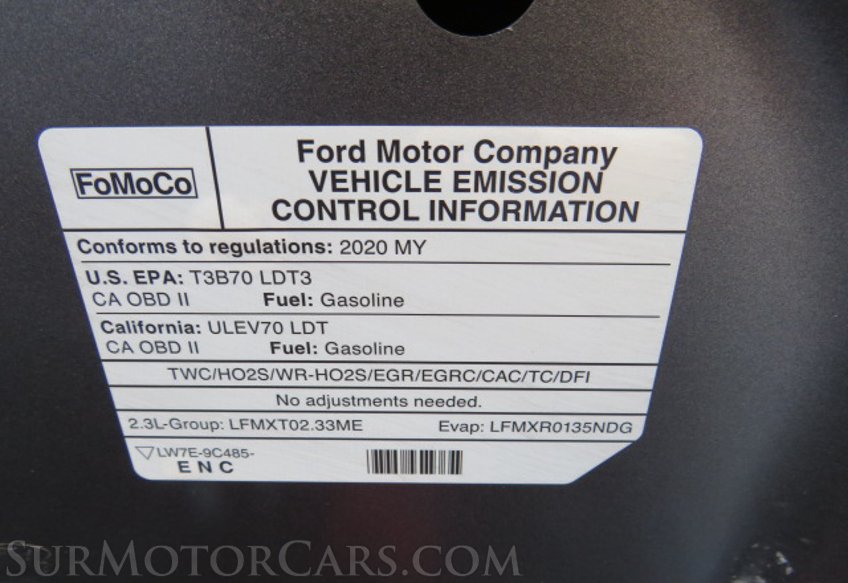 FoMoCo
Ford Motor Company
VEHICLE EMISSION
CONTROL INFORMATION
Conforms to regulations: 2020 MY
U.S. EPA: T3B70 LDT3
CA OBD II Fuel: Gasoline
California: ULEV70 LDT
CA OBD II Fuel: Gasoline
TWC/HO2S/WR-HO2S/EGR/EGRC/CAC/TC/DFI
No adjustments needed.
2.3L-Group: LFMXT02.33ME Evap: LFMXR0135NDG
LW7E-9C485-
E N C
SURMOTORCARS.COM